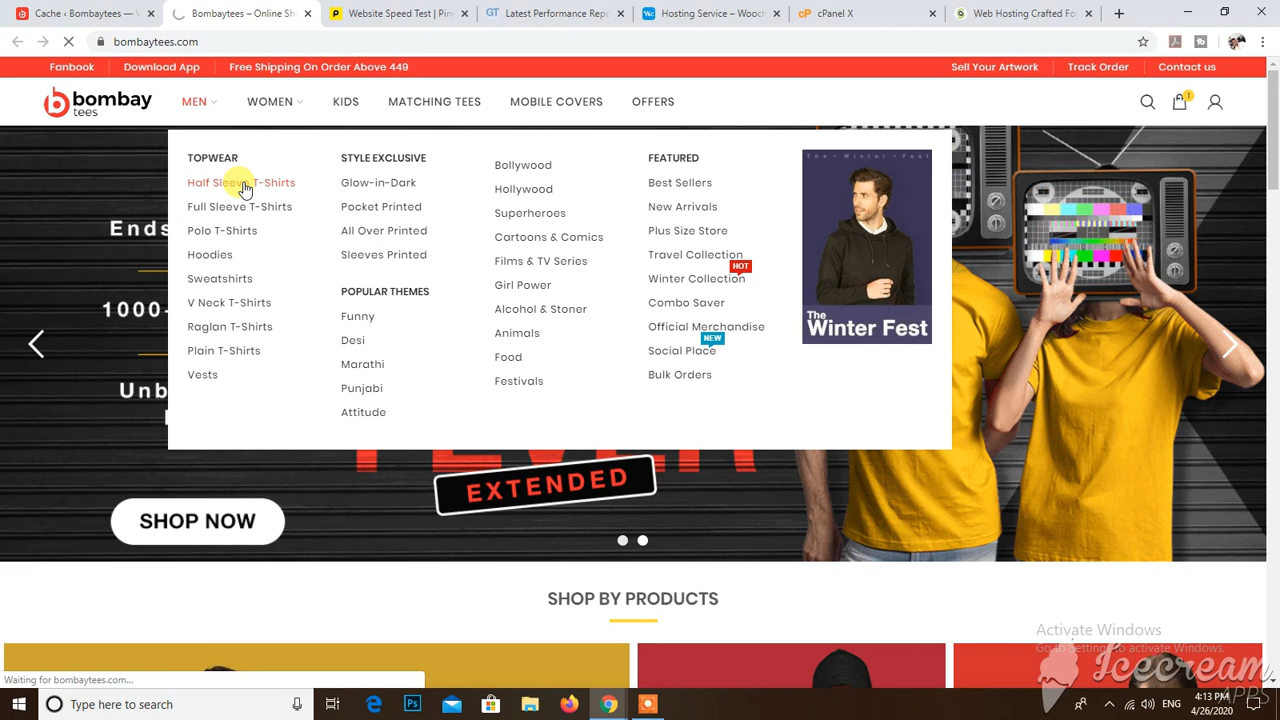 Cache ‹ Bombaytees —
Bombaytees - Online T-Sh
Website Speed Test | Ping
Latest Performance Repo
Hosting Service – Wooc
cPanel X
Web Hosting Crafted Fo
bombaytees.com
Fanbook
Download App
Free Shipping On Order Above 449
Sell Your Artwork
Track Order
Contact us
bombay
tees
MEN
WOMEN
KIDS
MATCHING TEES
MOBILE COVERS
OFFERS
1
TOPWEAR
Half Sleeve T-Shirts
Full Sleeve T-Shirts
Polo T-Shirts
Hoodies
Sweatshirts
V Neck T-Shirts
Raglan T-Shirts
Plain T-Shirts
Vests
STYLE EXCLUSIVE
Glow-in-Dark
Pocket Printed
All Over Printed
Sleeves Printed
POPULAR THEMES
Funny
Desi
Marathi
Punjabi
Attitude
Bollywood
Hollywood
Superheroes
Cartoons & Comics
Films & TV Series
Girl Power
Alcohol & Stoner
Animals
Food
Festivals
FEATURED
Best Sellers
New Arrivals
Plus Size Store
Travel Collection
HOT
Winter Collection
Combo Saver
Official Merchandise
NEW
Social Place
Bulk Orders
The • Winter • Fest
The
Winter Fest
Ends
1000-
Unb
EXTENDED
SHOP NOW
SHOP BY PRODUCTS
Activate Windows
Go to Settings to activate Windows.
Icecream
APPS
Waiting for bombaytees.com...
Type here to search
ENG
4:13 PM
4/26/2020